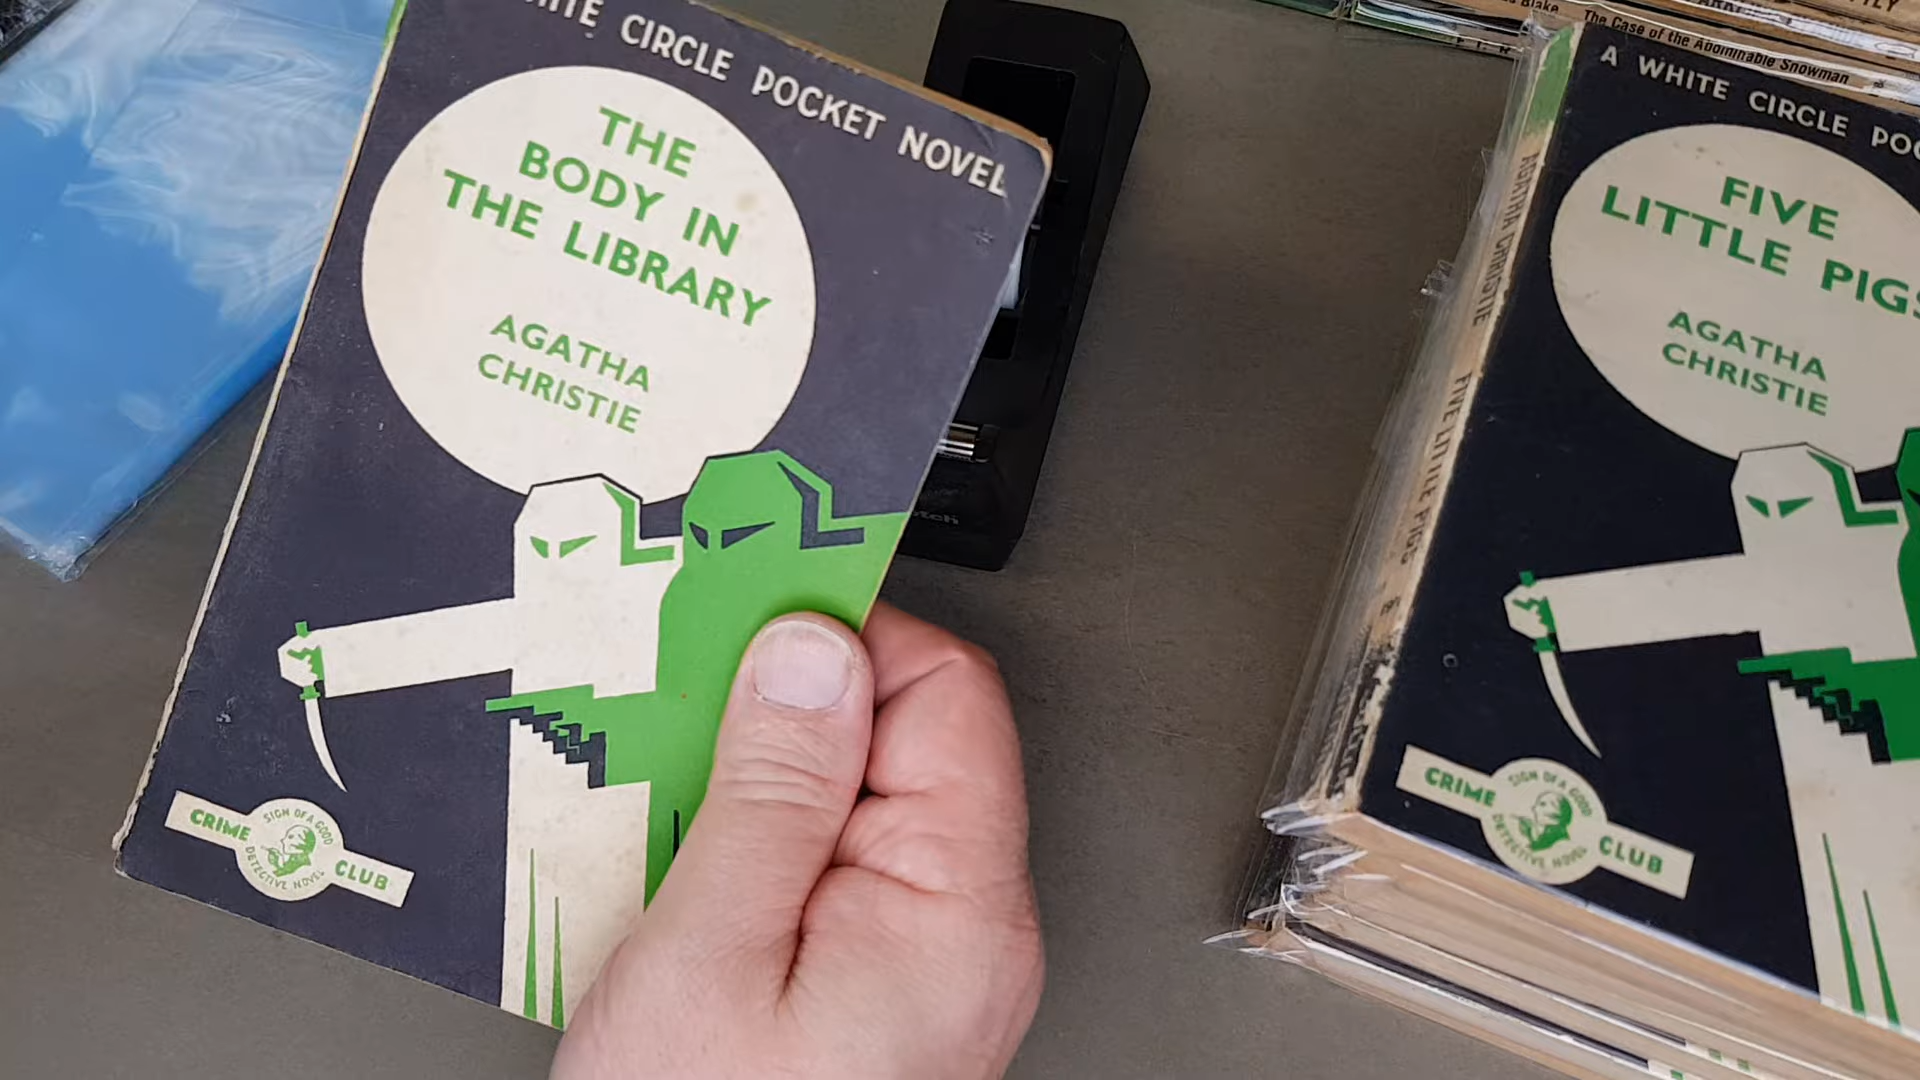 WHITE CIRCLE POCKET NOVEL
THE
BODY IN
THE LIBRARY
AGATHA
CHRISTIE
CRIME
SIGN OF A GOOD
DETECTIVE NOVEL
CLUB
Blake
The Case of the Abominable Snowman
A WHITE CIRCLE POC
FIVE
LITTLE PIGS
AGATHA
CHRISTIE
AGATHA CHRISTIE
FIVE LITTLE PIGS
CRIME
SIGN OF A GOOD
DETECTIVE NOVEL
CLUB